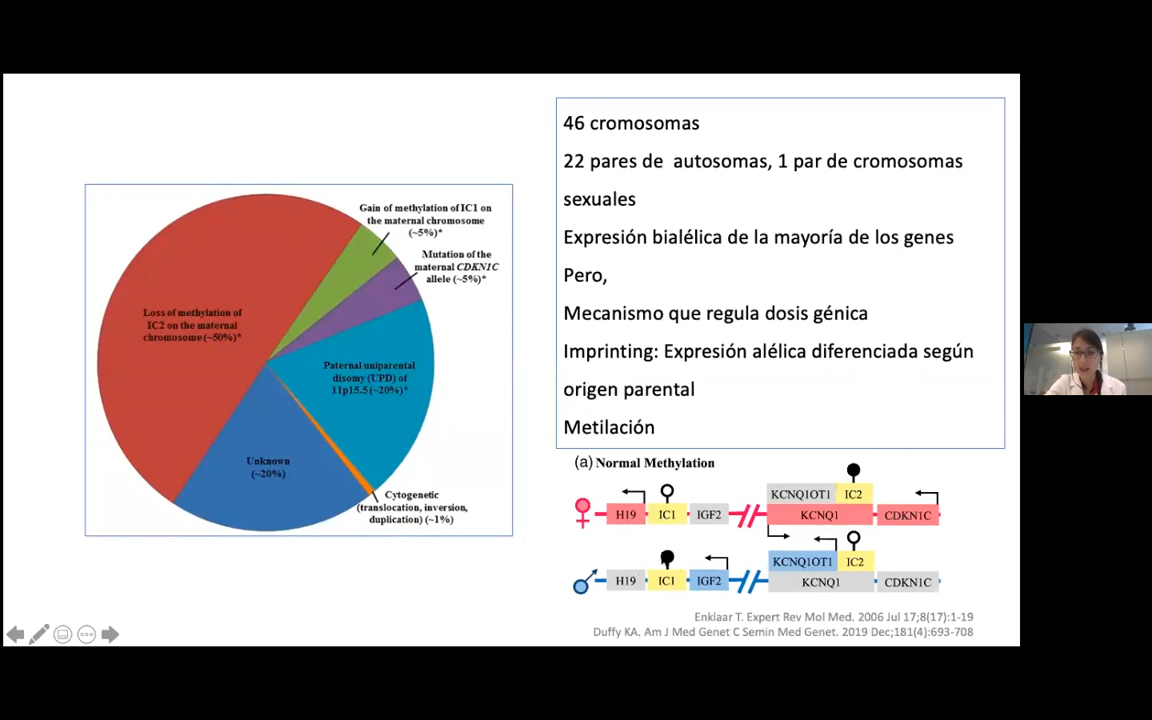 Gain of methylation of IC1 on
the maternal chromosome
(~5%)*
Mutation of the
maternal CDKN1C
allele (~5%)*
Loss of methylation of
IC2 on the maternal
chromosome (~50%)*
Paternal uniparental
disomy (UPD) of
11p15.5 (~20%)*
Unknown
(~20%)
Cytogenetic
(translocation, inversion,
duplication) (~1%)
46 cromosomas
22 pares de autosomas, 1 par de cromosomas
sexuales
Expresión bialélica de la mayoría de los genes
Pero,
Mecanismo que regula dosis génica
Imprinting: Expresión alélica diferenciada según
origen parental
Metilación
(a) Normal Methylation
KCNQ1OT1 IC2
H19 IC1 IGF2 KCNQ1 CDKN1C
KCNQ1OT1 IC2
H19 IC1 IGF2 KCNQ1 CDKN1C
Enklaar T. Expert Rev Mol Med. 2006 Jul 17;8(17):1-19
Duffy KA. Am J Med Genet C Semin Med Genet. 2019 Dec;181(4):693-708